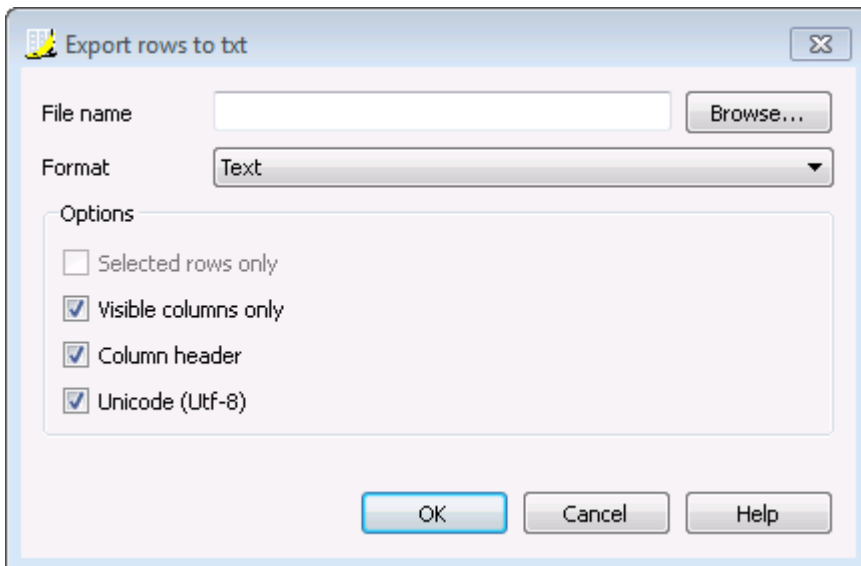 Export rows to txt
File name
Browse...
Format
Text
Options
Selected rows only
Visible columns only
Column header
Unicode (Utf-8)
OK
Cancel
Help